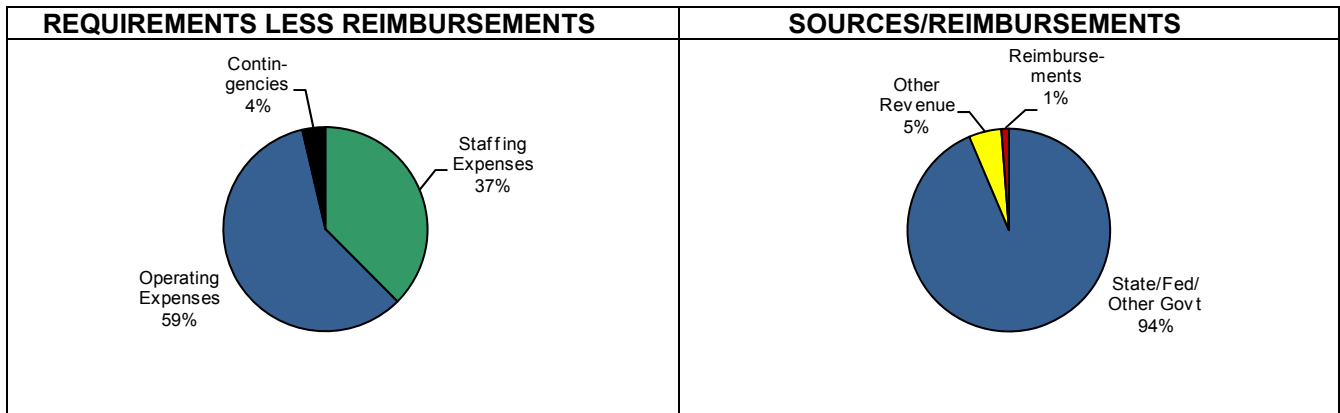 REQUIREMENTS LESS REIMBURSEMENTS
Contin-
gencies
4%
Staffing
Expenses
37%
Operating
Expenses
59%
SOURCES/REIMBURSEMENTS
Reimburse-
ments
1%
Other
Revenue
5%
State/Fed/
Other Govt
94%